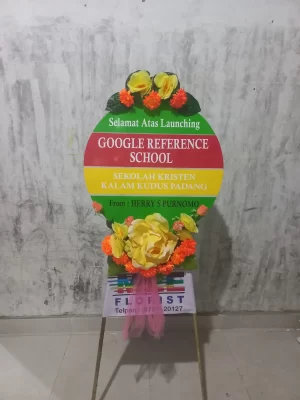 Selamat Atas Launching
GOOGLE REFERENCE
SCHOOL
SEKOLAH KRISTEN
KALAM KUDUS PADANG
From : HERRY S PURNOMO
FLORIST